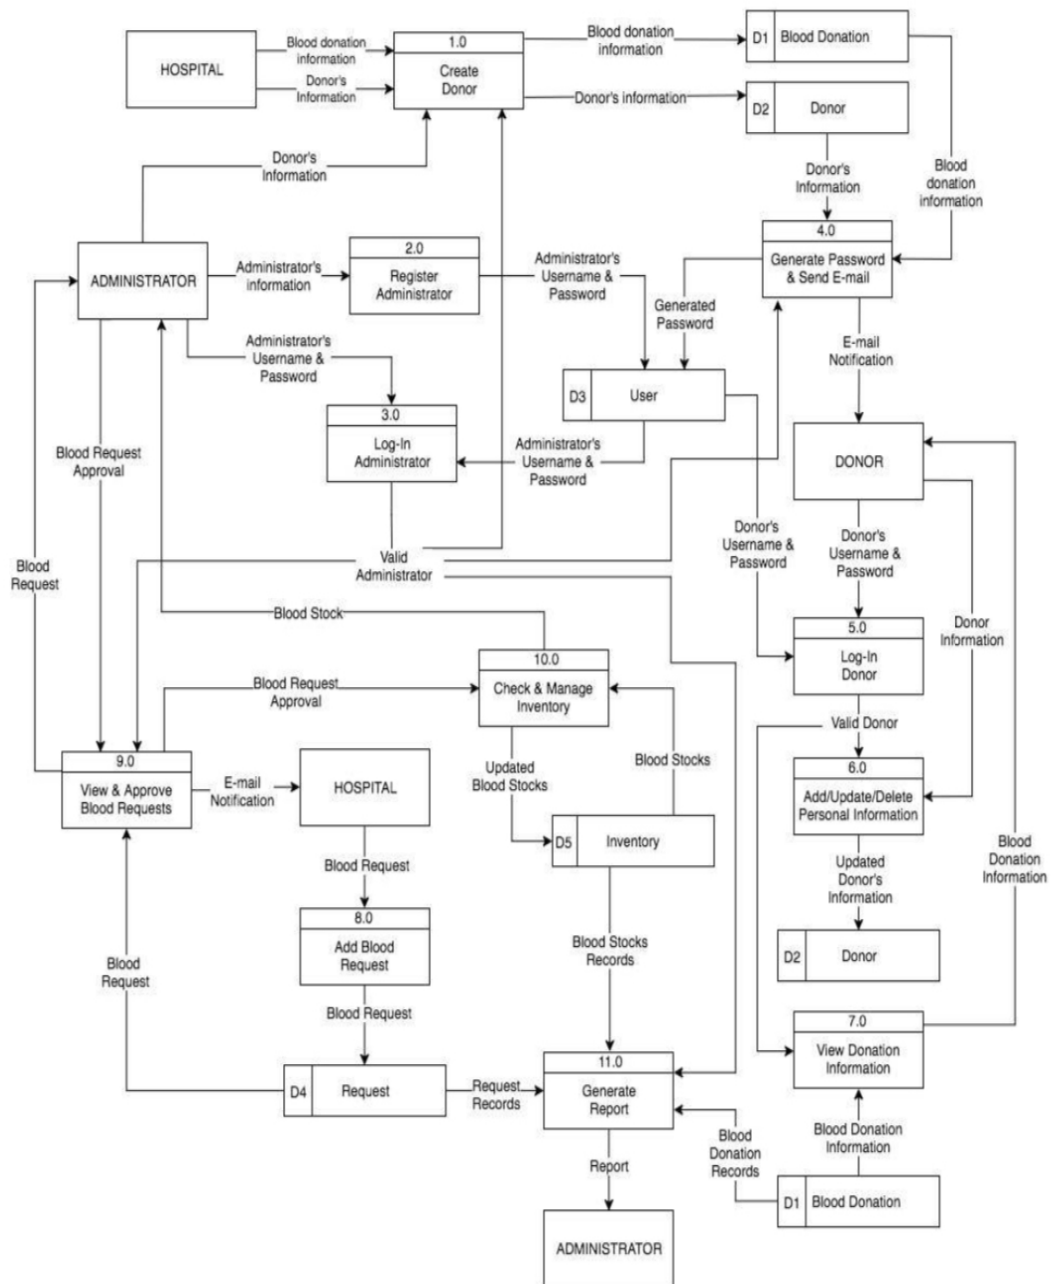 HOSPITAL
Blood donation
information
Donor's
Information
1.0
Create
Donor
Blood donation
information
Donor's information
D1
Blood Donation
D2
Donor
Donor's
Information
Donor's
Information
Blood
donation
information
ADMINISTRATOR
Administrator's
information
2.0
Register
Administrator
Administrator's
Username &
Password
4.0
Generate Password
& Send E-mail
Generated
Password
E-mail
Notification
Administrator's
Username &
Password
D3
User
3.0
Log-In
Administrator
Administrator's
Username &
Password
DONOR
Blood Request
Approval
Blood
Request
Valid
Administrator
Donor's
Username &
Password
Donor's
Username &
Password
Donor
Information
Blood Stock
5.0
Log-In
Donor
10.0
Check & Manage
Inventory
Blood Request
Approval
Valid Donor
9.0
View & Approve
Blood Requests
E-mail
Notification
HOSPITAL
Updated
Blood Stocks
Blood Stocks
6.0
Add/Update/Delete
Personal Information
D5
Inventory
Blood Request
Updated
Donor's
Information
Blood
Donation
Information
8.0
Add Blood
Request
Blood Stocks
Records
D2
Donor
Blood
Request
Blood Request
7.0
View Donation
Information
D4
Request
Request
Records
11.0
Generate
Report
Blood
Donation
Records
Blood Donation
Information
Report
D1
Blood Donation
ADMINISTRATOR